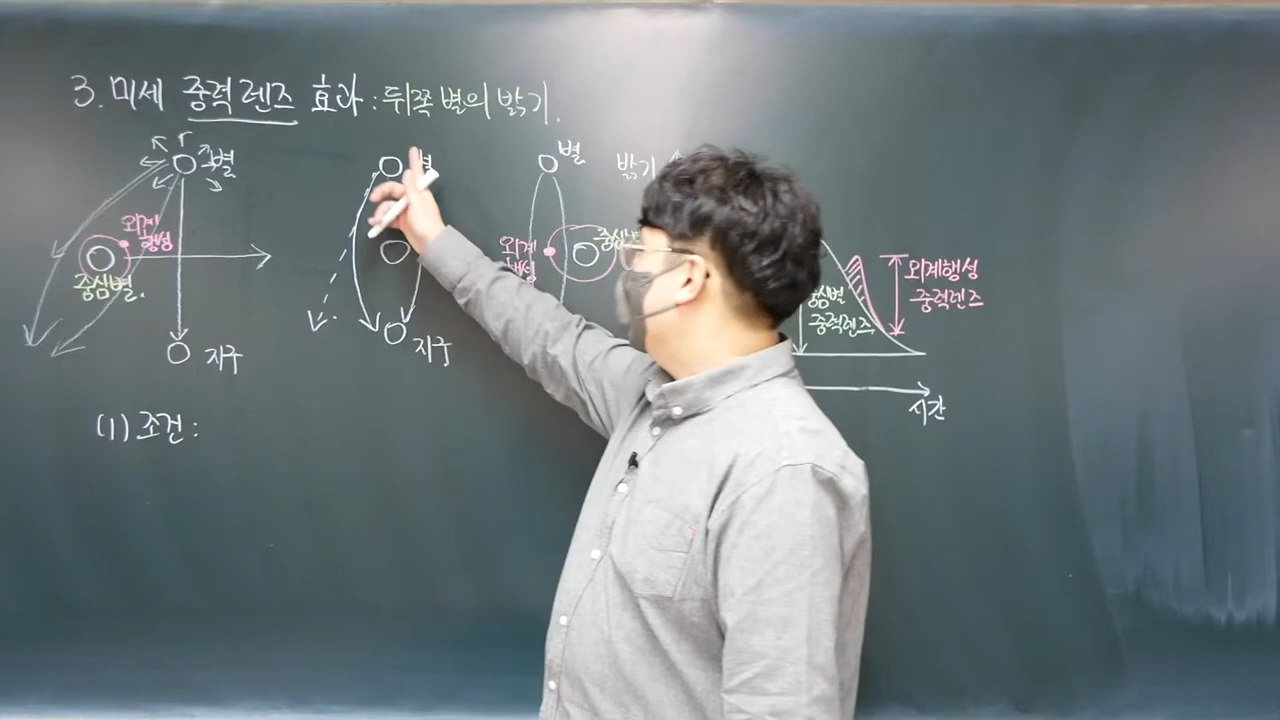 3. 미세 중력렌즈 효과 : 뒤쪽 별의 밝기.
별
외계
행성
중심별.
지구
별
지구
별
외계
행성
중심별
밝기
중심별
중력렌즈
외계행성
중력렌즈
시간
(1) 조건 :